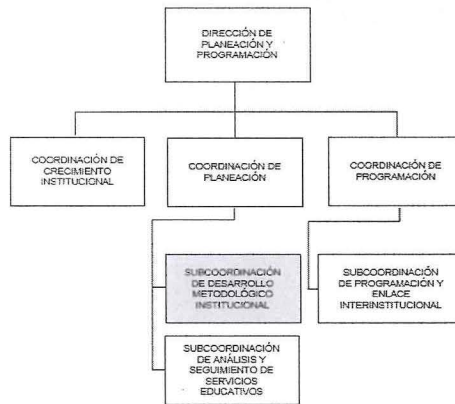 DIRECCIÓN DE
PLANEACIÓN Y
PROGRAMACIÓN
COORDINACIÓN DE
CRECIMIENTO
INSTITUCIONAL
COORDINACIÓN DE
PLANEACIÓN
COORDINACIÓN DE
PROGRAMACIÓN
SUBCOORDINACIÓN
DE DESARROLLO
METODOLÓGICO
INSTITUCIONAL
SUBCOORDINACIÓN
DE PROGRAMACIÓN Y
ENLACE
INTERINSTITUCIONAL
SUBCOORDINACIÓN
DE ANÁLISIS Y
SEGUIMIENTO DE
SERVICIOS
EDUCATIVOS